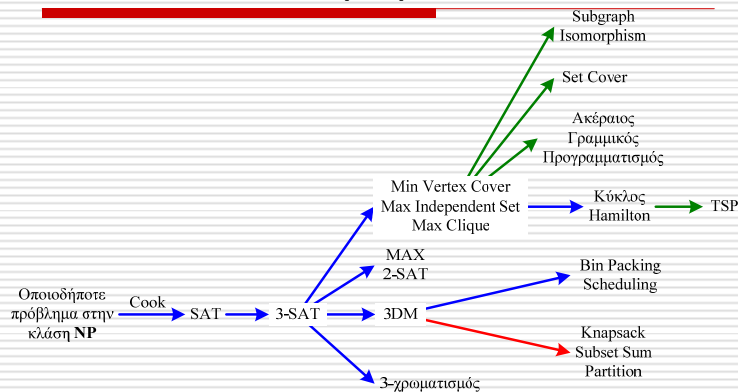 Subgraph
Isomorphism
Set Cover
Ακέραιος
Γραμμικός
Προγραμματισμός
Min Vertex Cover
Max Independent Set
Max Clique
Κύκλος
Hamilton
TSP
MAX
2-SAT
Οποιοδήποτε
πρόβλημα στην
κλάση NP
Cook
SAT
3-SAT
3DM
Bin Packing
Scheduling
Knapsack
Subset Sum
Partition
3-χρωματισμός